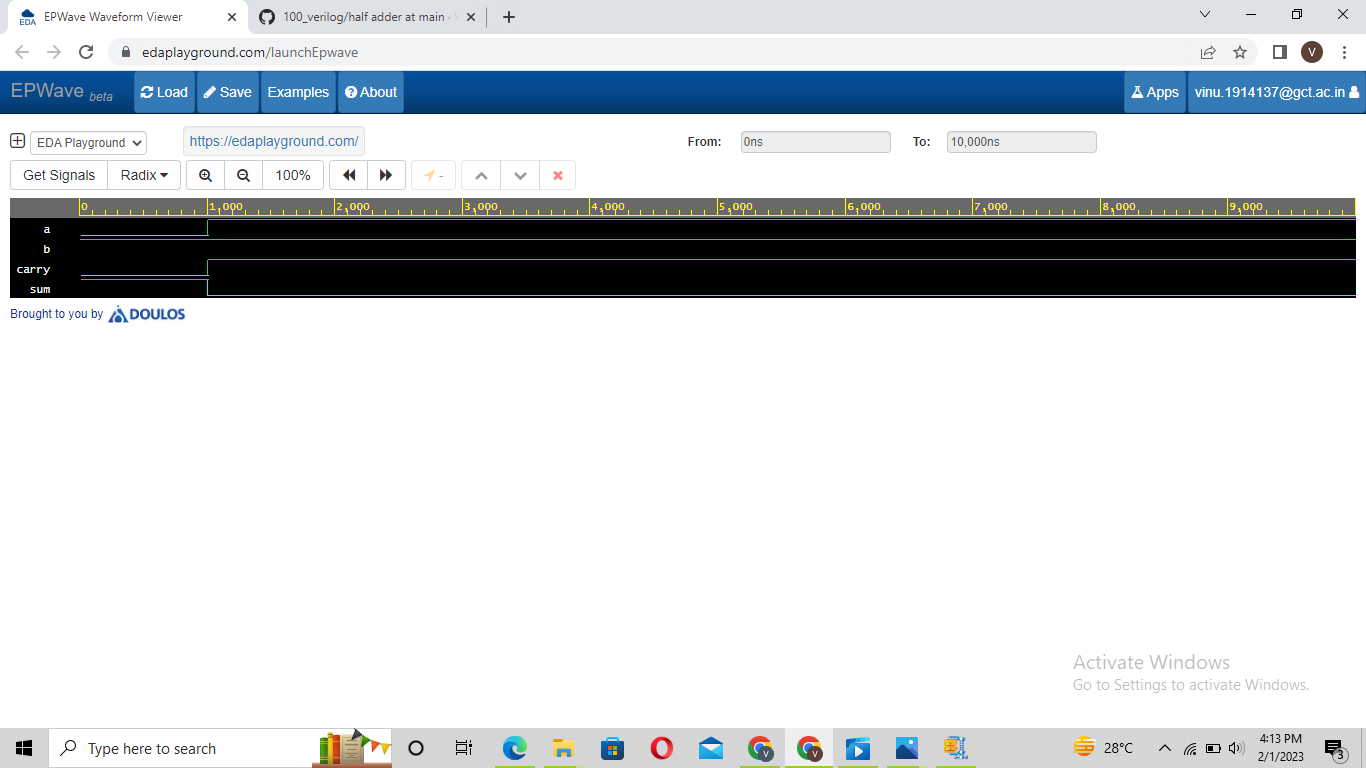 EPWave Waveform Viewer
100_verilog/half adder at main ·
edaplayground.com/launchEpwave
V
EPWave beta
Load
Save
Examples
About
Apps
vinu.1914137@gct.ac.in
EDA Playground
https://edaplayground.com/
From:
0ns
To:
10,000ns
Get Signals
Radix
100%
-
0 1,000 2,000 3,000 4,000 5,000 6,000 7,000 8,000 9,000
a
b
carry
sum
Brought to you by DOULOS
Activate Windows
Go to Settings to activate Windows.
Type here to search
V
V
28°C
4:13 PM
2/1/2023
3